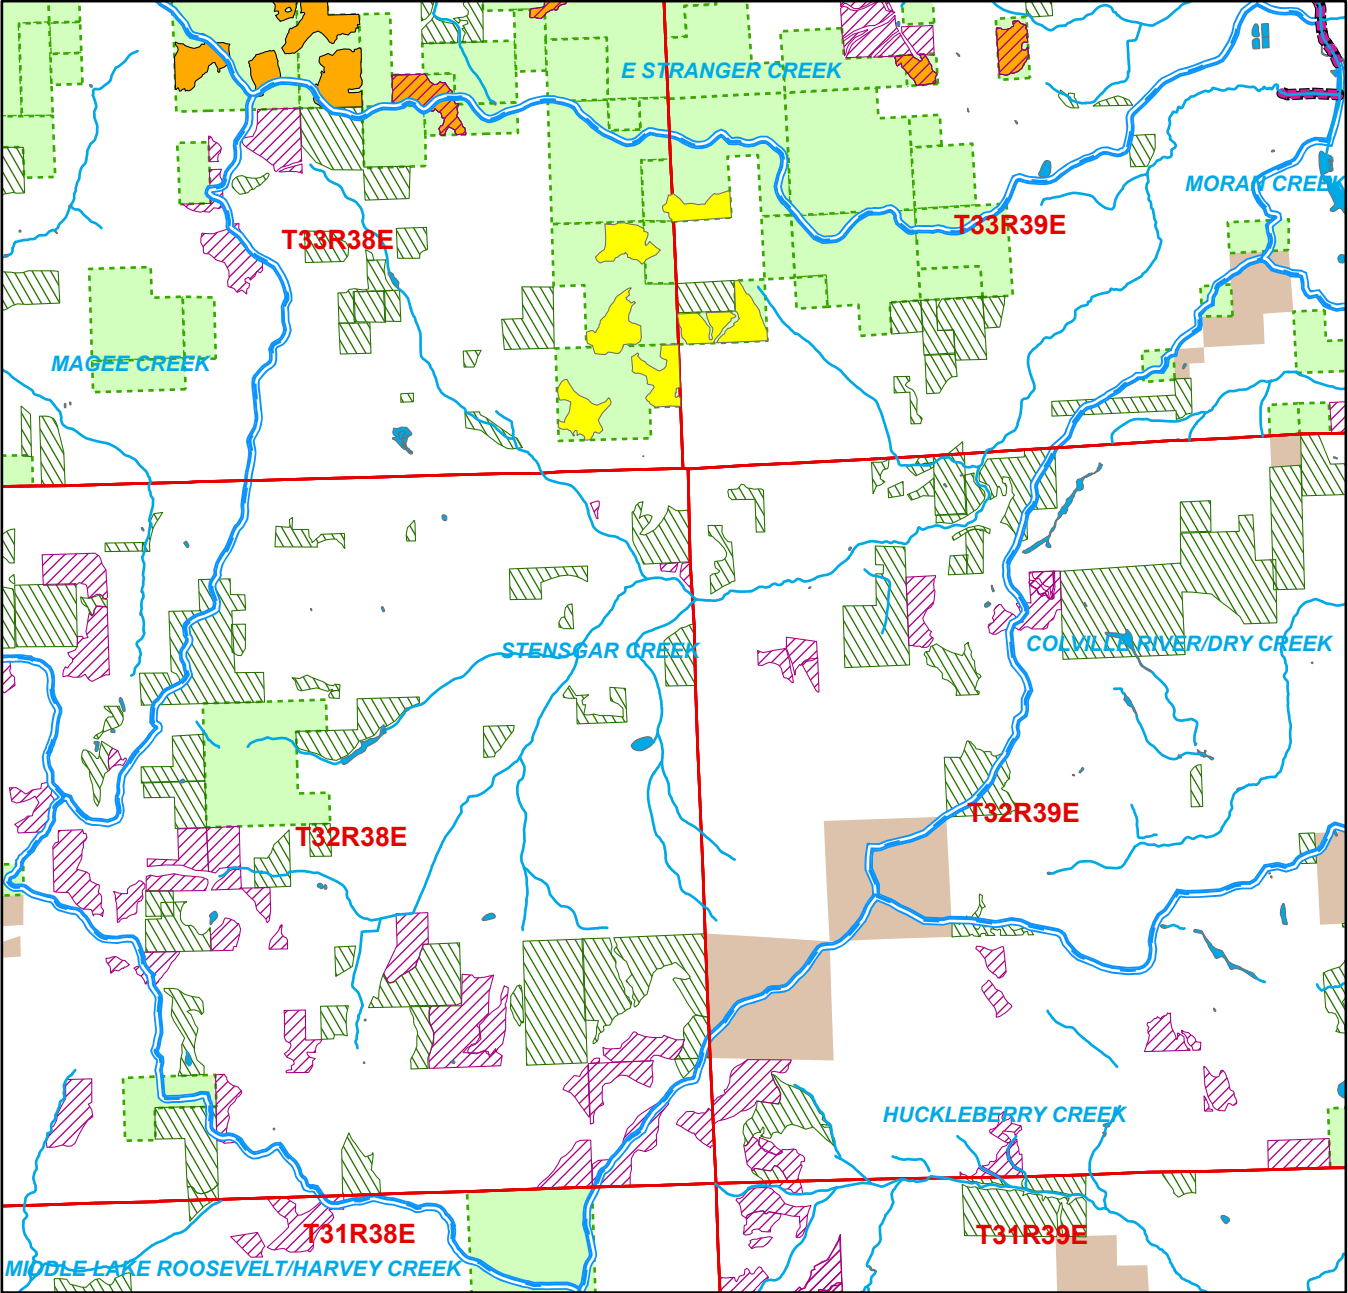 E STRANGER CREEK
MORAN CREEK
T33R38E
T33R39E
MAGEE CREEK
STENSGAR CREEK
COLVILLE RIVER/DRY CREEK
T32R38E
T32R39E
HUCKLEBERRY CREEK
T31R38E
T31R39E
MIDDLE LAKE ROOSEVELT/HARVEY CREEK